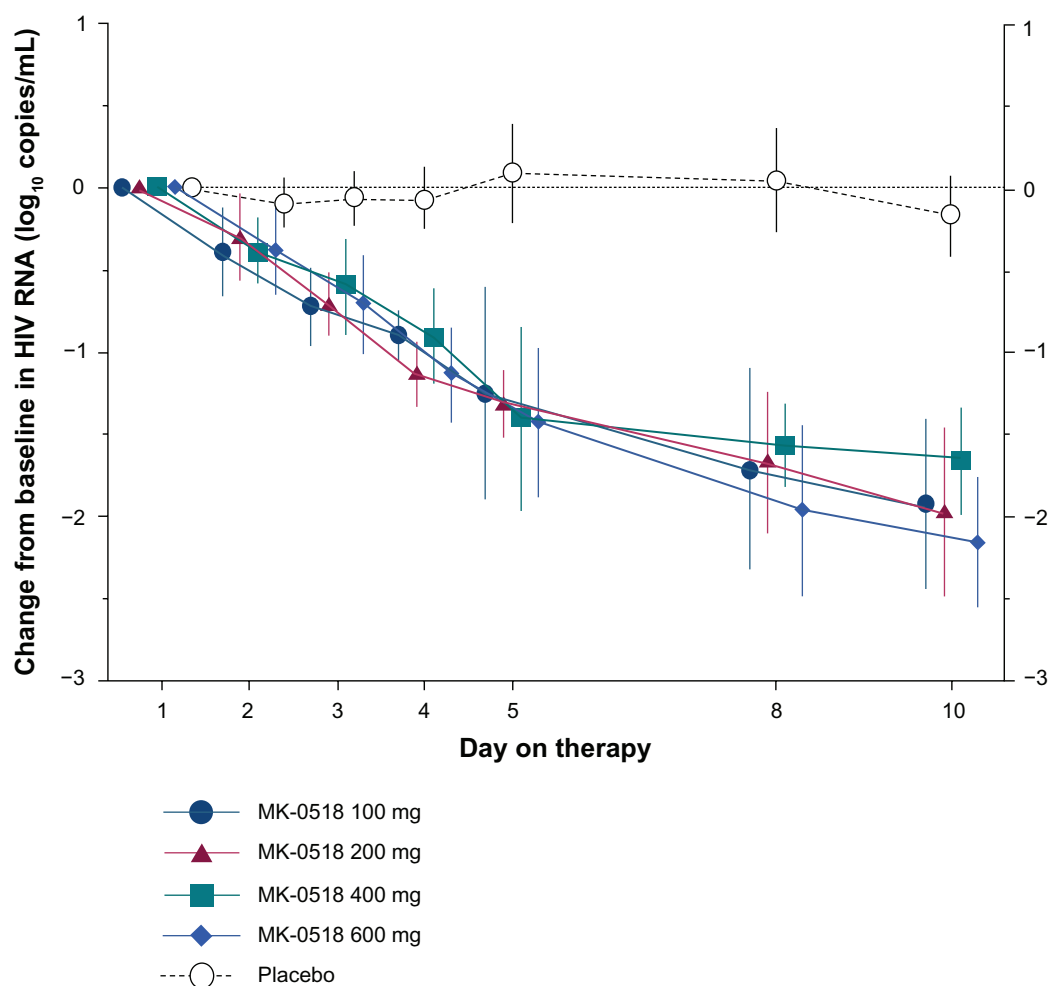 Change from baseline in HIV RNA (log10 copies/mL)
1
0
−1
−2
−3
1
0
−1
−2
−3
1 2 3 4 5 8 10
Day on therapy
MK-0518 100 mg
MK-0518 200 mg
MK-0518 400 mg
MK-0518 600 mg
Placebo